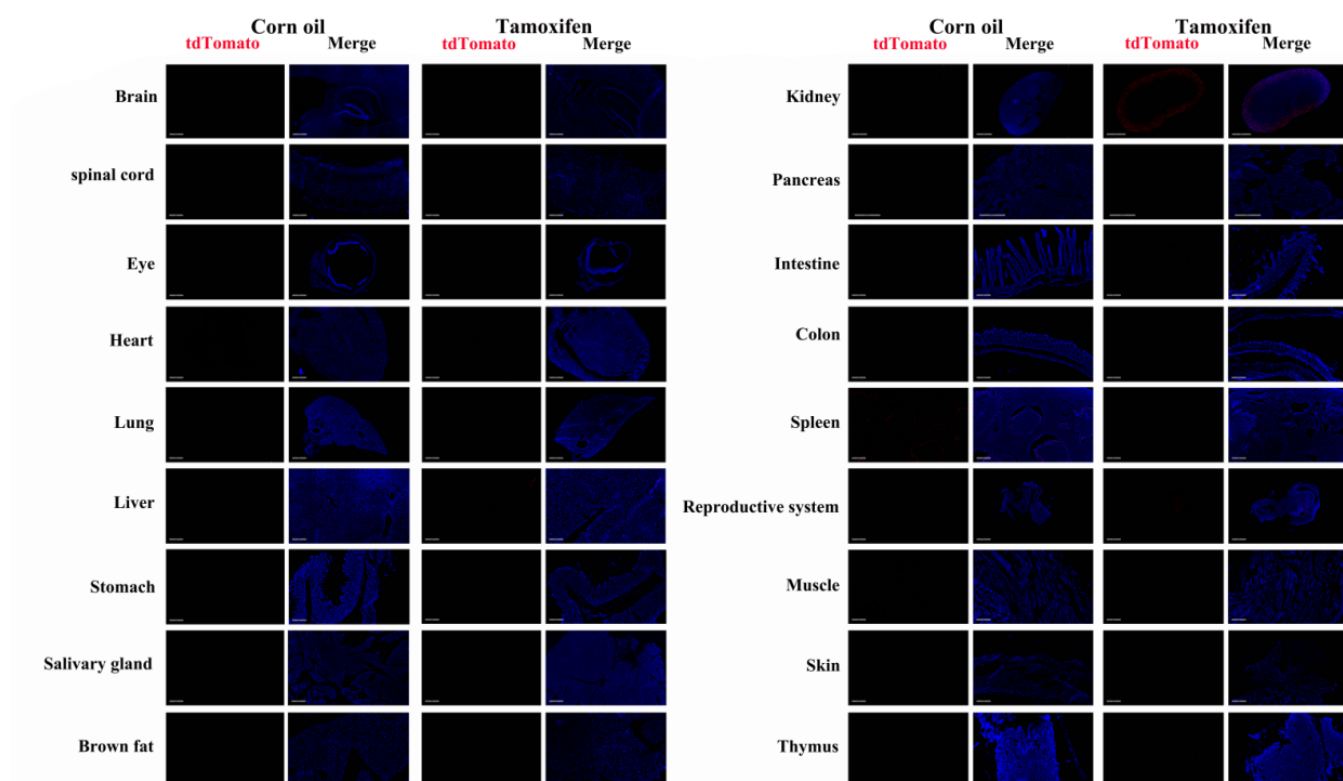 Corn oil Tamoxifen
tdTomato Merge tdTomato Merge
Brain
spinal cord
Eye
Heart
Lung
Liver
Stomach
Salivary gland
Brown fat
Corn oil Tamoxifen
tdTomato Merge tdTomato Merge
Kidney
Pancreas
Intestine
Colon
Spleen
Reproductive system
Muscle
Skin
Thymus